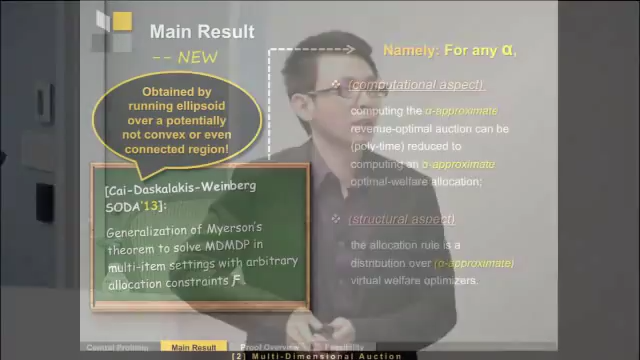 Main Result
-- NEW
Obtained by
running ellipsoid
over a potentially
not convex or even
connected region!
[Cai-Daskalakis-Weinberg
SODA'13]:
Generalization of Myerson's
theorem to solve MDMDP in
multi-item settings with arbitrary
allocation constraints F.
Namely: For any α,
(computational aspect)
computing the α-approximate
revenue-optimal auction can be
(poly-time) reduced to
computing an α-approximate
optimal-welfare allocation;
(structural aspect)
the allocation rule is a
distribution over (α-approximate)
virtual welfare optimizers.
Central Problem Main Result Proof Overview Feasibility
[2] Multi-Dimensional Auction